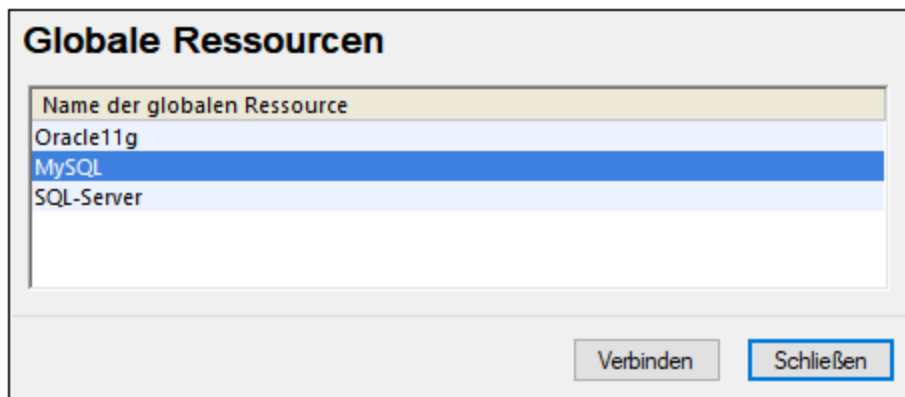 Globale Ressourcen
Name der globalen Ressource
Oracle11g
MySQL
SQL-Server
Verbinden Schließen